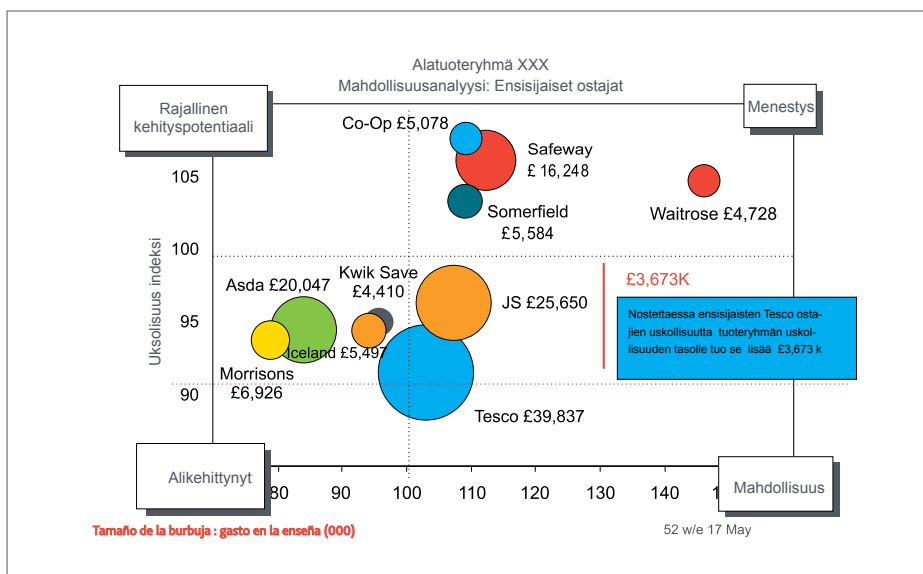 Alatuoteryhmä XXX
Mahdollisuusanalyysi: Ensisijaiset ostajat
Rajallinen
kehityspotentiaali
Menestys
Co-Op £5,078
Safeway
£ 16,248
105
Waitrose £4,728
Somerfield
£5,584
Uksolisuus indeksi
100
Kwik Save
£4,410
Asda £20,047
£3,673K
JS £25,650
Nostettaessa ensisijaisten Tesco osta-
jien uskollisuutta tuoteryhmän uskol-
lisuuden tasolle tuo se lisää £3,673 k
95
Iceland £5,497
Morrisons
£6,926
90
Tesco £39,837
Alikehittynyt
80 90 100 110 120 130 140
Mahdollisuus
Tamaño de la burbuja : gasto en la enseña (000)
52 w/e 17 May